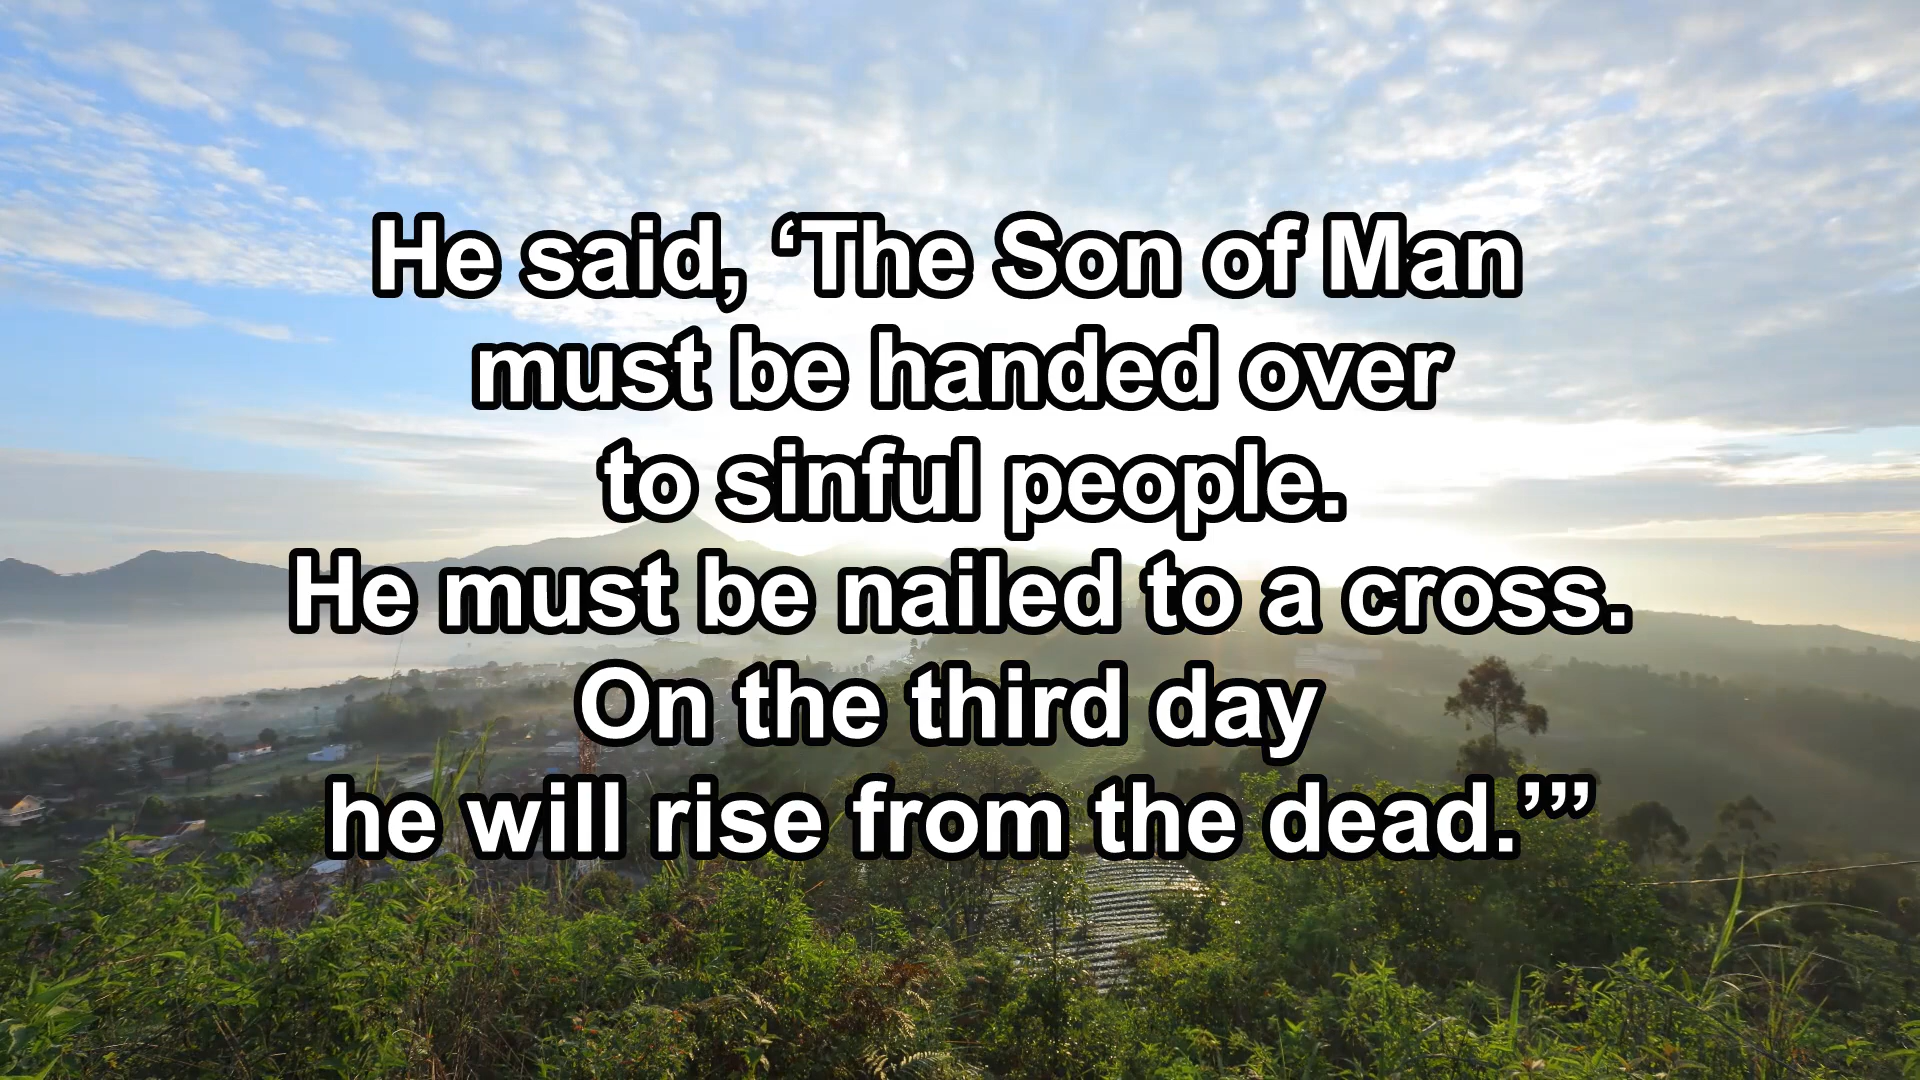 He said, ‘The Son of Man
must be handed over
to sinful people.
He must be nailed to a cross.
On the third day
he will rise from the dead.’”